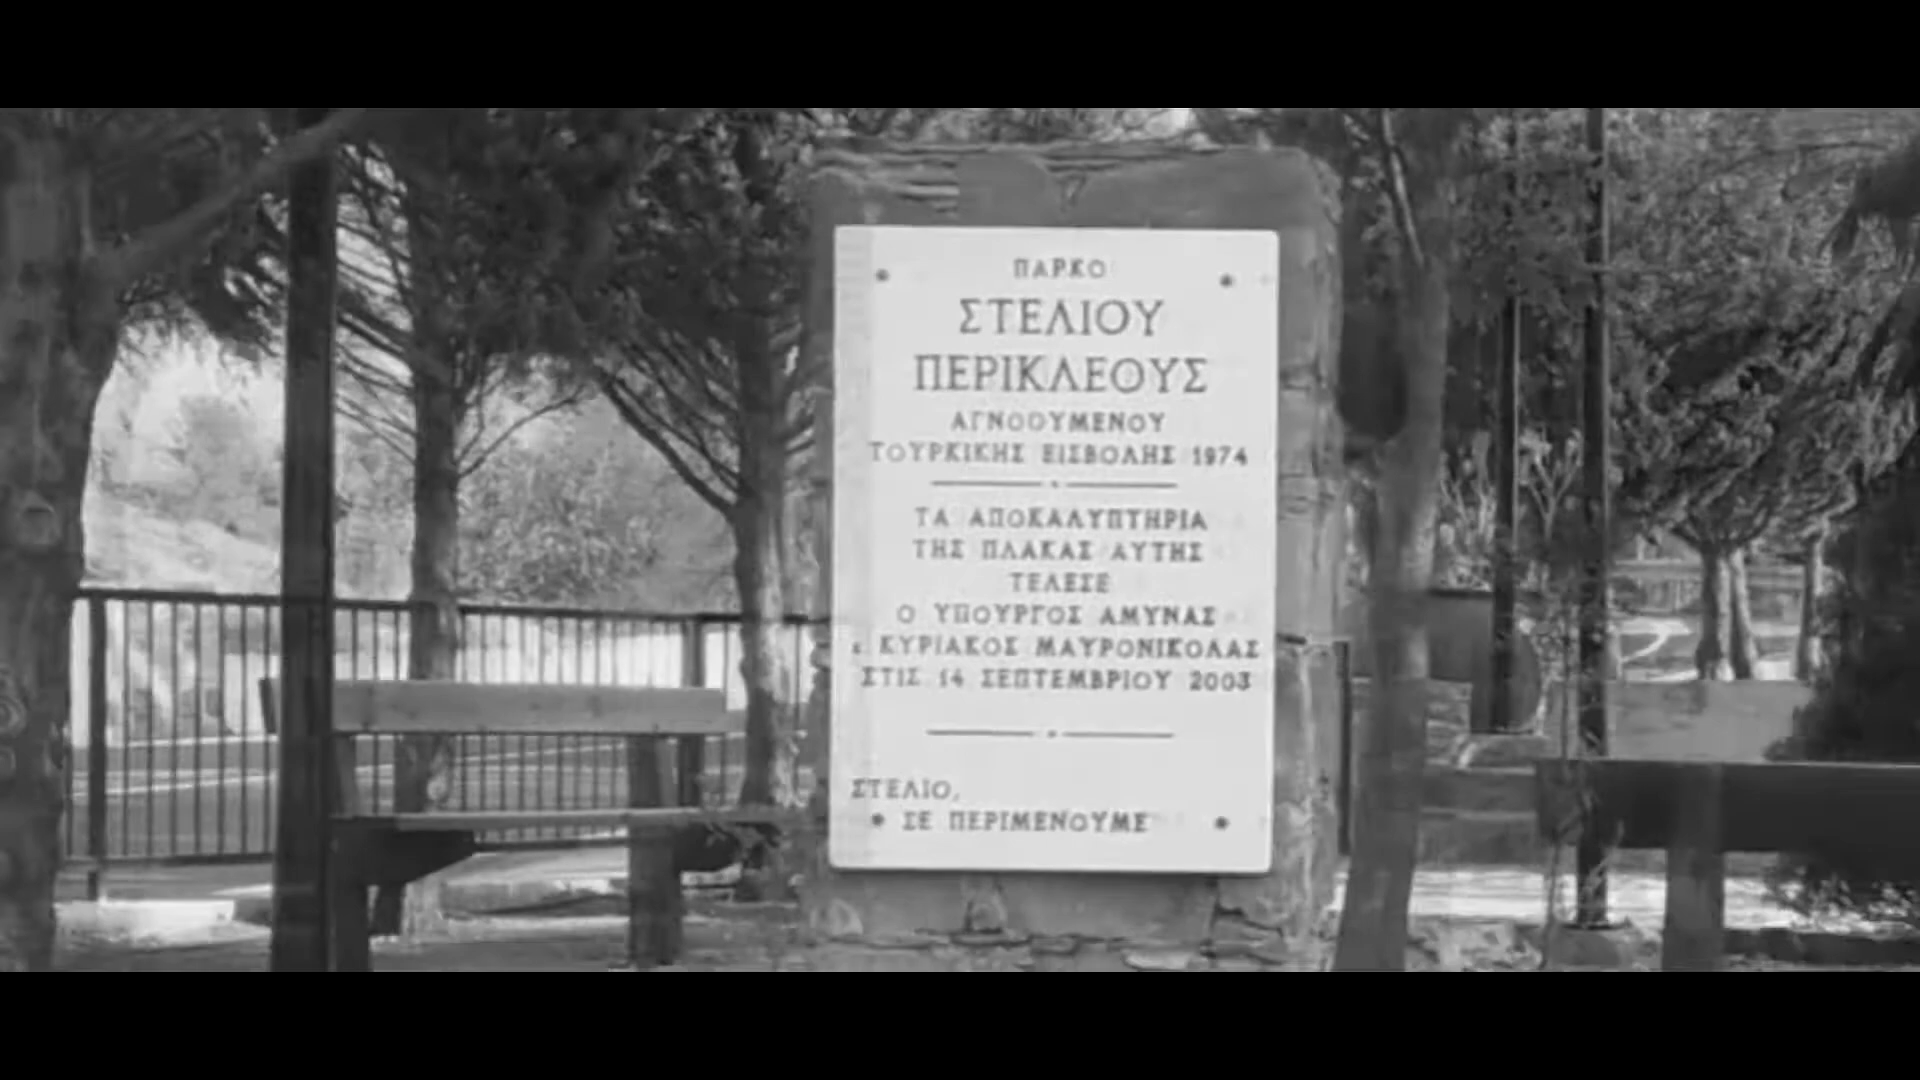 ΠΑΡΚΟ
ΣΤΕΛΙΟΥ
ΠΕΡΙΚΛΕΟΥΣ
ΑΓΝΟΟΥΜΕΝΟΥ
ΤΟΥΡΚΙΚΗΣ ΕΙΣΒΟΛΗΣ 1974
ΤΑ ΑΠΟΚΑΛΥΠΤΗΡΙΑ
ΤΗΣ ΠΛΑΚΑΣ ΑΥΤΗΣ
ΤΕΛΕΣΕ
Ο ΥΠΟΥΡΓΟΣ ΑΜΥΝΑΣ
κ. ΚΥΡΙΑΚΟΣ ΜΑΥΡΟΝΙΚΟΛΑΣ
ΣΤΙΣ 14 ΣΕΠΤΕΜΒΡΙΟΥ 2003
ΣΤΕΛΙΟ,
ΣΕ ΠΕΡΙΜΕΝΟΥΜΕ